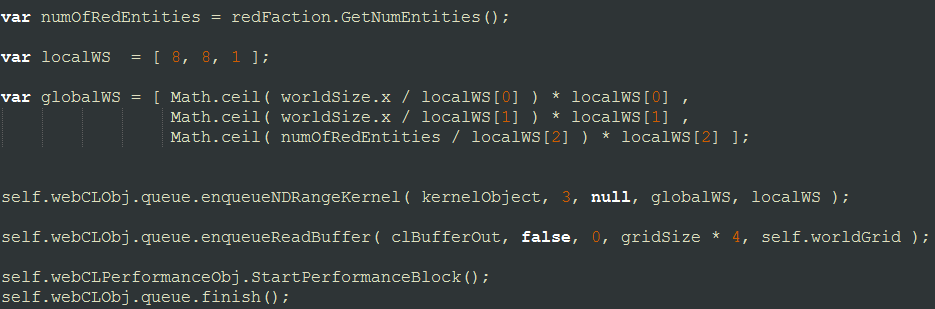 var numOfRedEntities = redFaction.GetNumEntities();
var localWS  = [ 8, 8, 1 ];
var globalWS = [ Math.ceil( worldSize.x / localWS[0] ) * localWS[0] ,
Math.ceil( worldSize.x / localWS[1] ) * localWS[1] ,
Math.ceil( numOfRedEntities / localWS[2] ) * localWS[2] ];
self.webCLObj.queue.enqueueNDRangeKernel( kernelObject, 3, null, globalWS, localWS );
self.webCLObj.queue.enqueueReadBuffer( clBufferOut, false, 0, gridSize * 4, self.worldGrid );
self.webCLPerformanceObj.StartPerformanceBlock();
self.webCLObj.queue.finish();